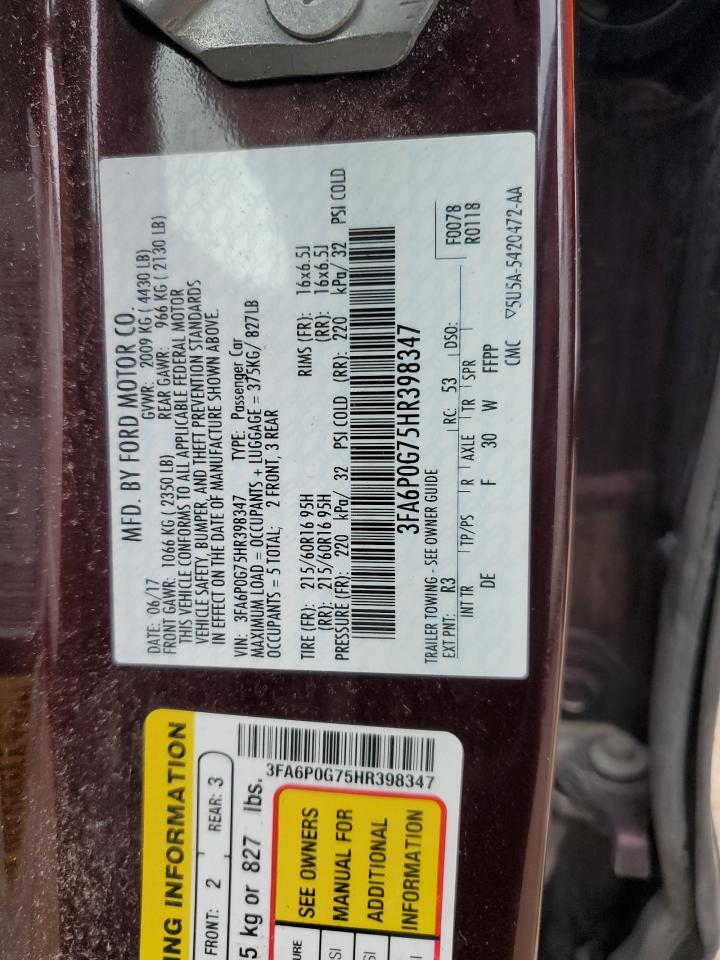 MFD. BY FORD MOTOR CO.
DATE: 06/17 GVWR: 2009 KG ( 4430 LB)
FRONT GAWR: 1066 KG ( 2350 LB) REAR GAWR: 966 KG ( 2130 LB)
THIS VEHICLE CONFORMS TO ALL APPLICABLE FEDERAL MOTOR
VEHICLE SAFETY, BUMPER, AND THEFT PREVENTION STANDARDS
IN EFFECT ON THE DATE OF MANUFACTURE SHOWN ABOVE.
VIN: 3FA6P0G75HR398347 TYPE: Passenger Car
MAXIMUM LOAD = OCCUPANTS + LUGGAGE = 375KG/ 827LB
OCCUPANTS = 5 TOTAL; 2 FRONT, 3 REAR
TIRE (FR): 215/60R16 95H RIMS (FR): 16x6.5J
(RR): 215/60R16 95H (RR): 16x6.5J
PRESSURE (FR): 220 kPa/ 32 PSI COLD (RR): 220 kPa/ 32 PSI COLD
3FA6P0G75HR398347
TRAILER TOWING - SEE OWNER GUIDE
F0078
R0118
EXT PNT: R3 RC: 53 DSO:
INT TR TP/PS R AXLE TR SPR
DE F 30 W FFPP
CMC ▽5U5A-5420472-AA
ING INFORMATION
FRONT: 2 REAR: 3
5 kg or 827 lbs.
3FA6P0G75HR398347
SEE OWNERS
MANUAL FOR
ADDITIONAL
INFORMATION
URE
SI
SI
SI